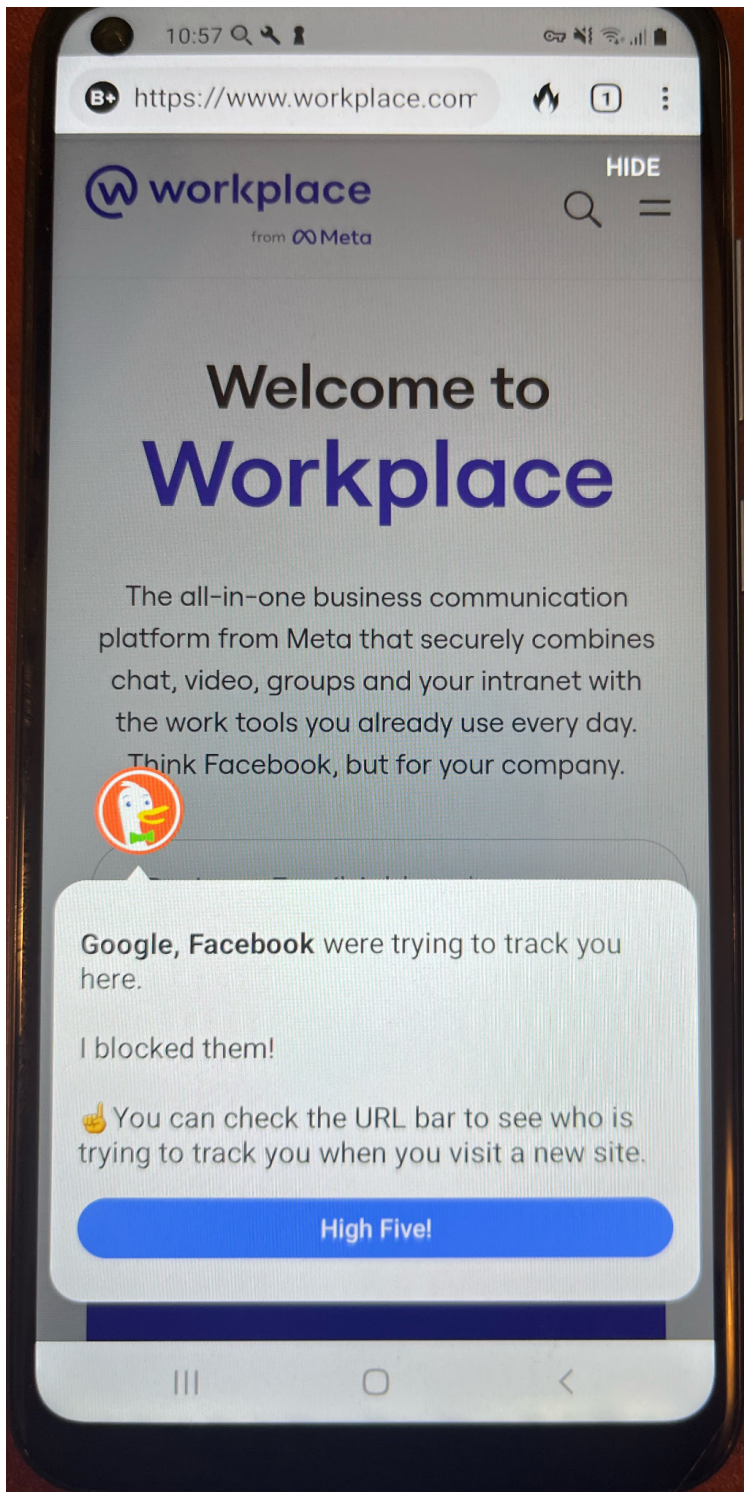 10:57
B+ https://www.workplace.com
1
HIDE
workplace
from Meta
Welcome to
Workplace
The all-in-one business communication
platform from Meta that securely combines
chat, video, groups and your intranet with
the work tools you already use every day.
Think Facebook, but for your company.
Google, Facebook were trying to track you
here.
I blocked them!
☝️You can check the URL bar to see who is
trying to track you when you visit a new site.
High Five!